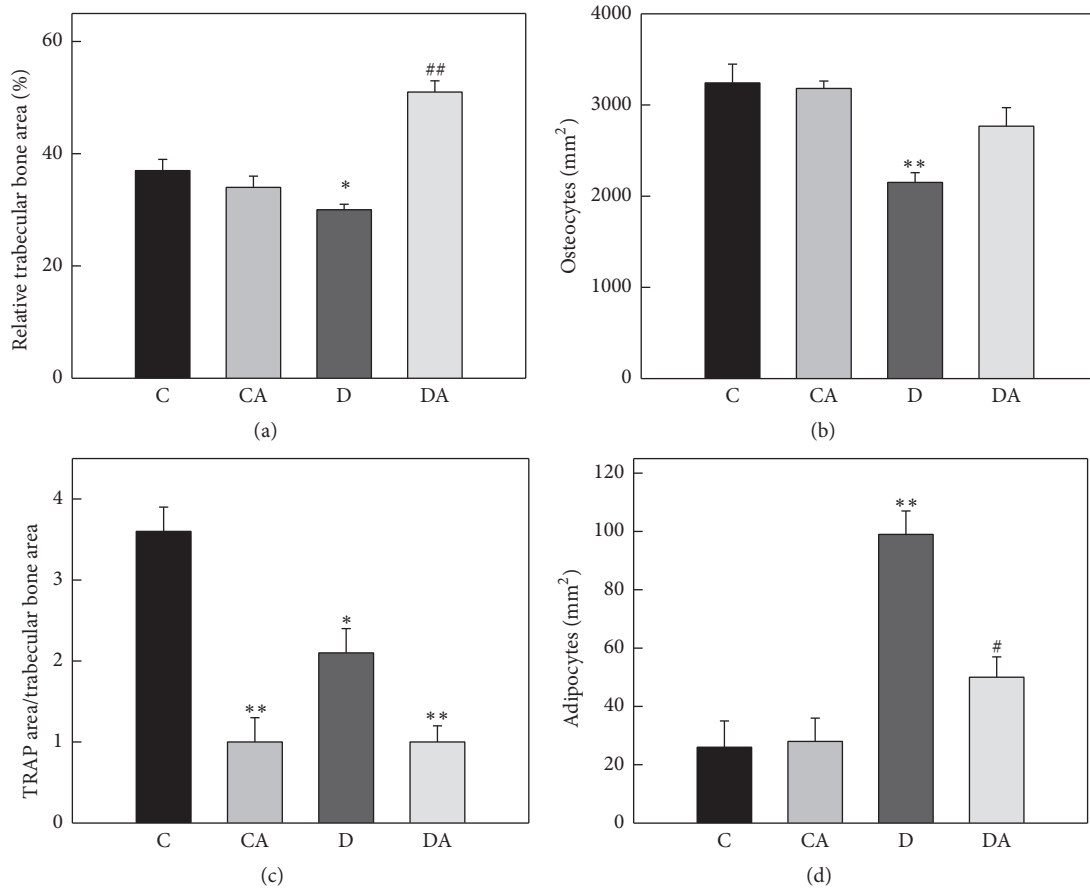 Relative trabecular bone area (%)
60
40
20
0
##
*
C CA D DA
(a)
Osteocytes (mm²)
4000
3000
2000
1000
0
**
C CA D DA
(b)
TRAP area/trabecular bone area
4
3
2
1
0
**
*
**
C CA D DA
(c)
Adipocytes (mm²)
120
100
80
60
40
20
0
**
#
C CA D DA
(d)